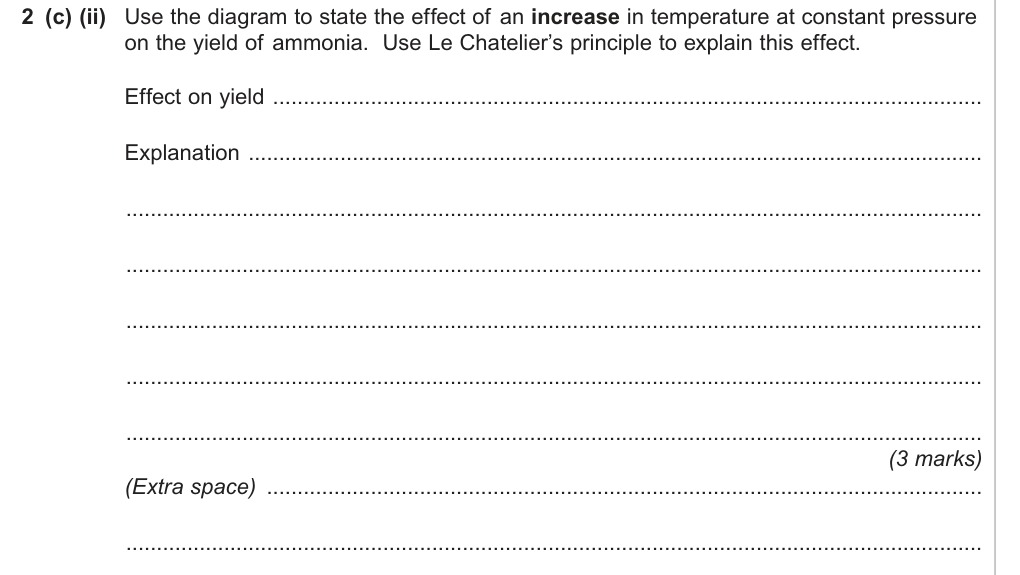 2 (c) (ii) Use the diagram to state the effect of an increase in temperature at constant pressure
on the yield of ammonia. Use Le Chatelier's principle to explain this effect.
Effect on yield ..........................................................................................
Explanation ..........................................................................................
..........................................................................................
..........................................................................................
..........................................................................................
..........................................................................................
..........................................................................................
(3 marks)
(Extra space) ..........................................................................................
..........................................................................................